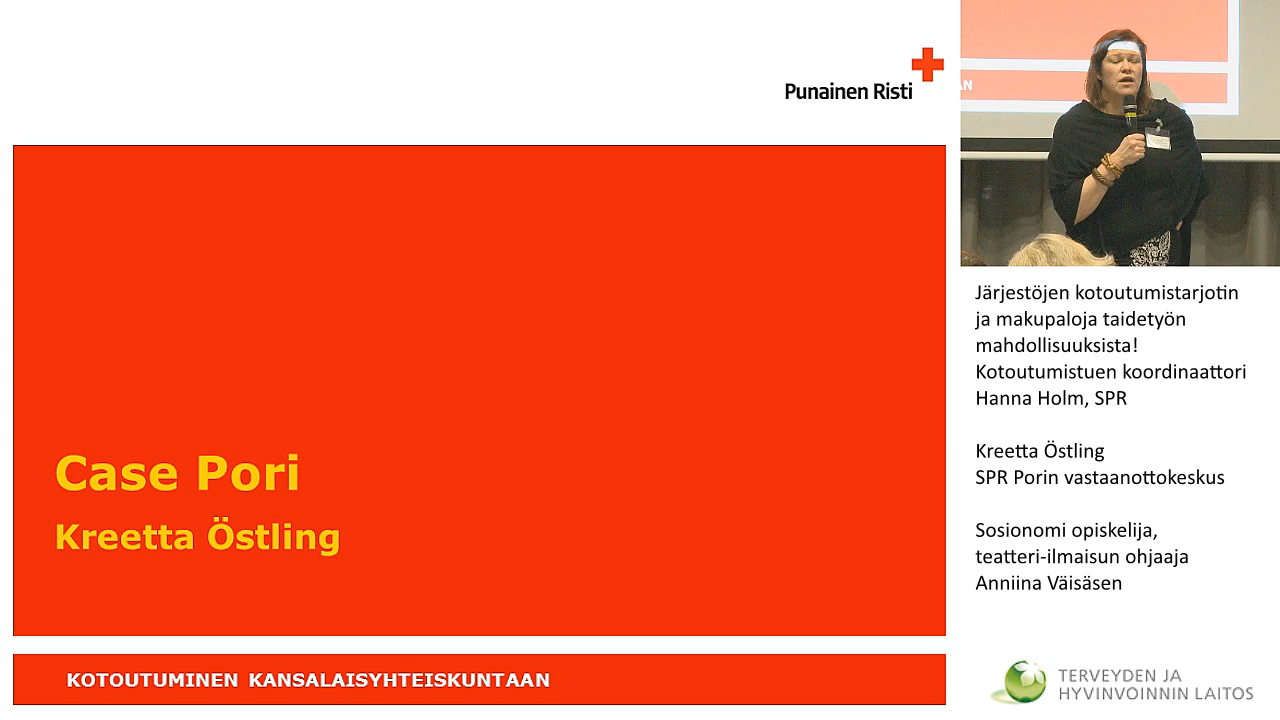 Punainen Risti
Case Pori
Kreetta Östling
KOTOUTUMINEN KANSALAISYHTEISKUNTAAN
AN
Järjestöjen kotoutumistarjotin
ja makupaloja taidetyön
mahdollisuuksista!
Kotoutumistuen koordinaattori
Hanna Holm, SPR
Kreetta Östling
SPR Porin vastaanottokeskus
Sosionomi opiskelija,
teatteri-ilmaisun ohjaaja
Anniina Väisäsen
TERVEYDEN JA
HYVINVOINNIN LAITOS